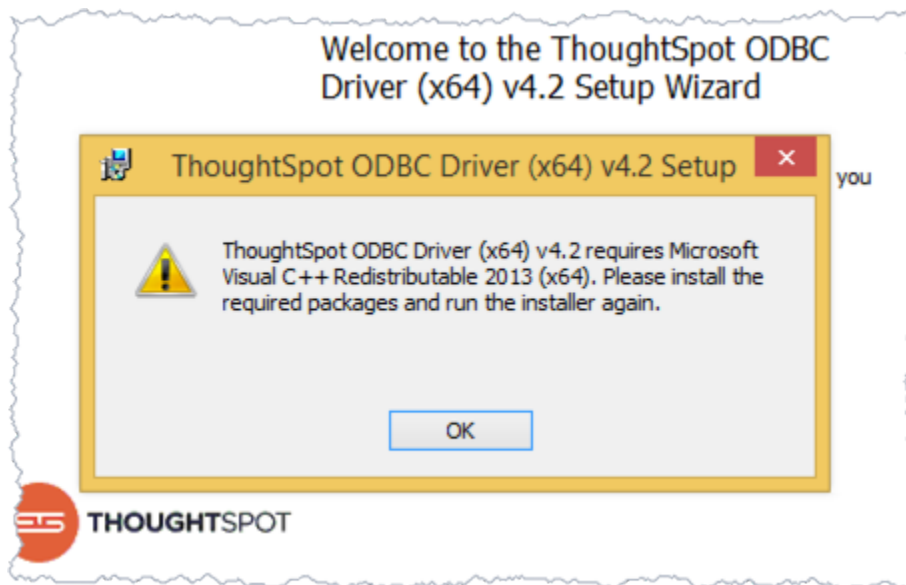 Welcome to the ThoughtSpot ODBC
Driver (x64) v4.2 Setup Wizard
ThoughtSpot ODBC Driver (x64) v4.2 Setup
you
ThoughtSpot ODBC Driver (x64) v4.2 requires Microsoft
Visual C++ Redistributable 2013 (x64). Please install the
required packages and run the installer again.
OK
THOUGHTSPOT